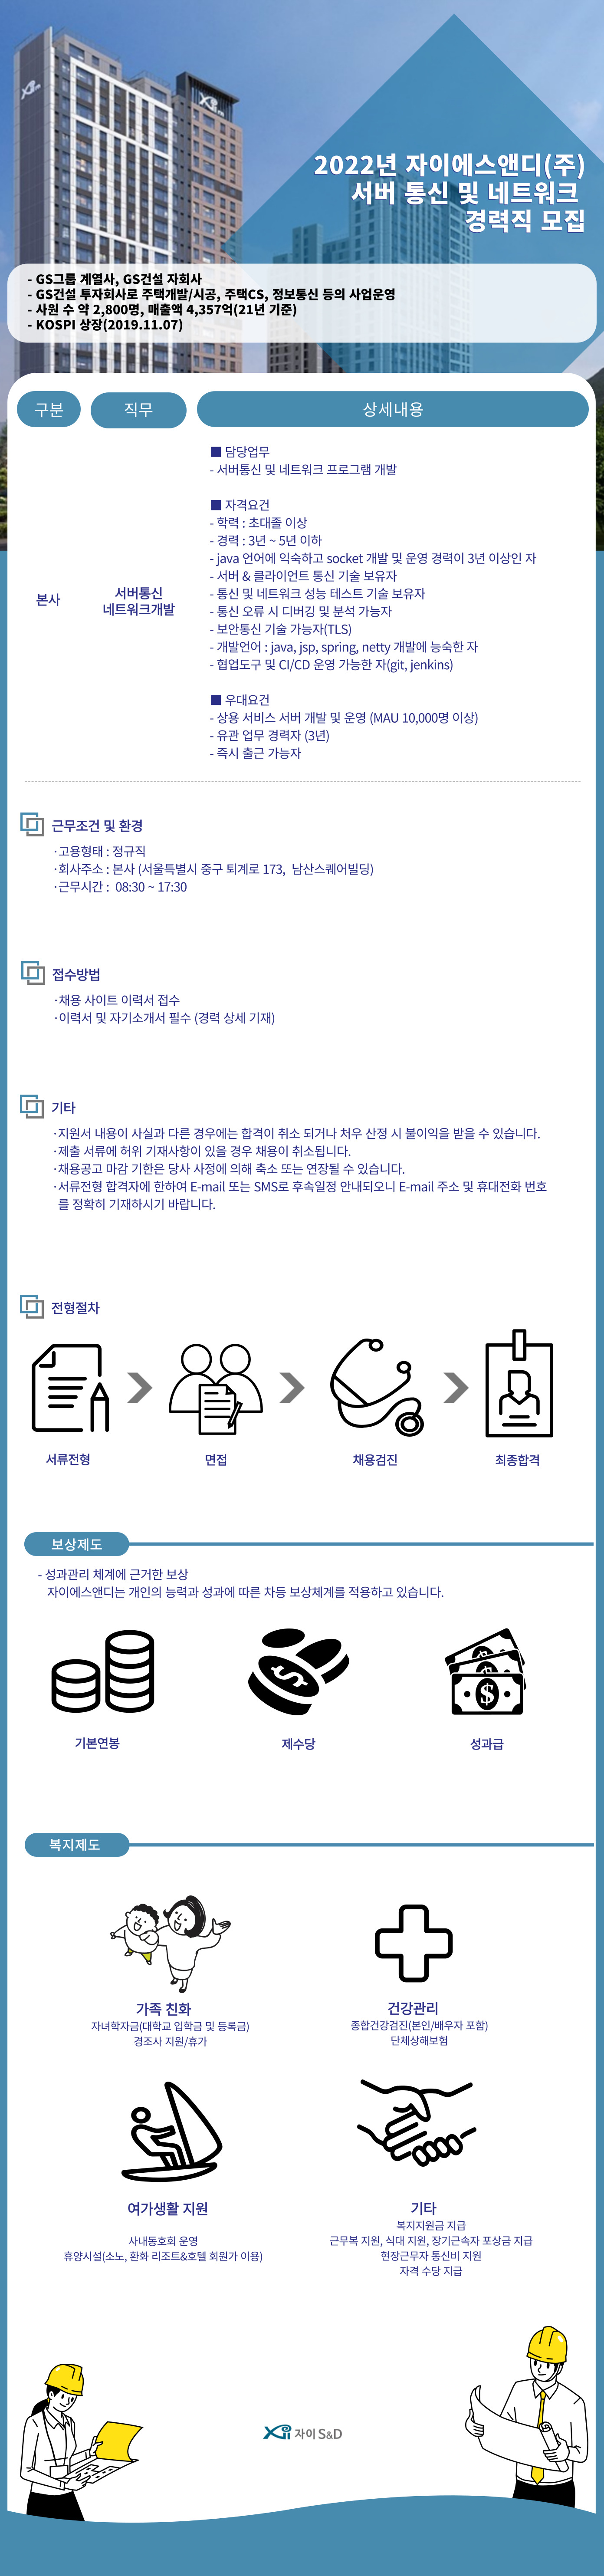 2022년 자이에스앤디(주)
서버 통신 및 네트워크
경력직 모집
- GS그룹 계열사, GS건설 자회사
- GS건설 투자회사로 주택개발/시공, 주택CS, 정보통신 등의 사업운영
- 사원 수 약 2,800명, 매출액 4,357억(21년 기준)
- KOSPI 상장(2019.11.07)
구분 직무 상세내용
■ 담당업무
- 서버통신 및 네트워크 프로그램 개발
■ 자격요건
- 학력 : 초대졸 이상
- 경력 : 3년 ~ 5년 이하
- java 언어에 익숙하고 socket 개발 및 운영 경력이 3년 이상인 자
- 서버 & 클라이언트 통신 기술 보유자
- 통신 및 네트워크 성능 테스트 기술 보유자
- 통신 오류 시 디버깅 및 분석 가능자
- 보안통신 기술 가능자(TLS)
- 개발언어 : java, jsp, spring, netty 개발에 능숙한 자
- 협업도구 및 CI/CD 운영 가능한 자(git, jenkins)
■ 우대요건
- 상용 서비스 서버 개발 및 운영 (MAU 10,000명 이상)
- 유관 업무 경력자 (3년)
- 즉시 출근 가능자
본사
서버통신
네트워크개발
근무조건 및 환경
·고용형태 : 정규직
·회사주소 : 본사 (서울특별시 중구 퇴계로 173, 남산스퀘어빌딩)
·근무시간 : 08:30 ~ 17:30
접수방법
·채용 사이트 이력서 접수
·이력서 및 자기소개서 필수 (경력 상세 기재)
기타
·지원서 내용이 사실과 다른 경우에는 합격이 취소 되거나 처우 산정 시 불이익을 받을 수 있습니다.
·제출 서류에 허위 기재사항이 있을 경우 채용이 취소됩니다.
·채용공고 마감 기한은 당사 사정에 의해 축소 또는 연장될 수 있습니다.
·서류전형 합격자에 한하여 E-mail 또는 SMS로 후속일정 안내되오니 E-mail 주소 및 휴대전화 번호
를 정확히 기재하시기 바랍니다.
전형절차
서류전형 면접 채용검진 최종합격
보상제도
- 성과관리 체계에 근거한 보상
자이에스앤디는 개인의 능력과 성과에 따른 차등 보상체계를 적용하고 있습니다.
기본연봉 제수당 성과급
복지제도
가족 친화
자녀학자금(대학교 입학금 및 등록금)
경조사 지원/휴가
건강관리
종합건강검진(본인/배우자 포함)
단체상해보험
여가생활 지원
사내동호회 운영
휴양시설(소노, 환화 리조트&호텔 회원가 이용)
기타
복지지원금 지급
근무복 지원, 식대 지원, 장기근속자 포상금 지급
현장근무자 통신비 지원
자격 수당 지급
Xi 자이 S&D